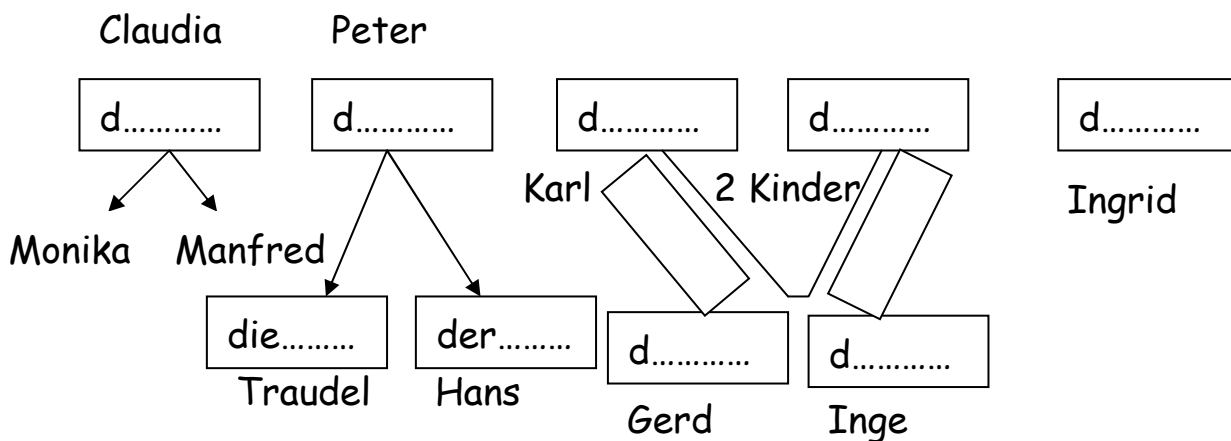 Claudia Peter
d………… d………… d………… d………… d…………
Karl 2 Kinder Ingrid
Monika Manfred
die……… der……… d………… d…………
Traudel Hans Gerd Inge